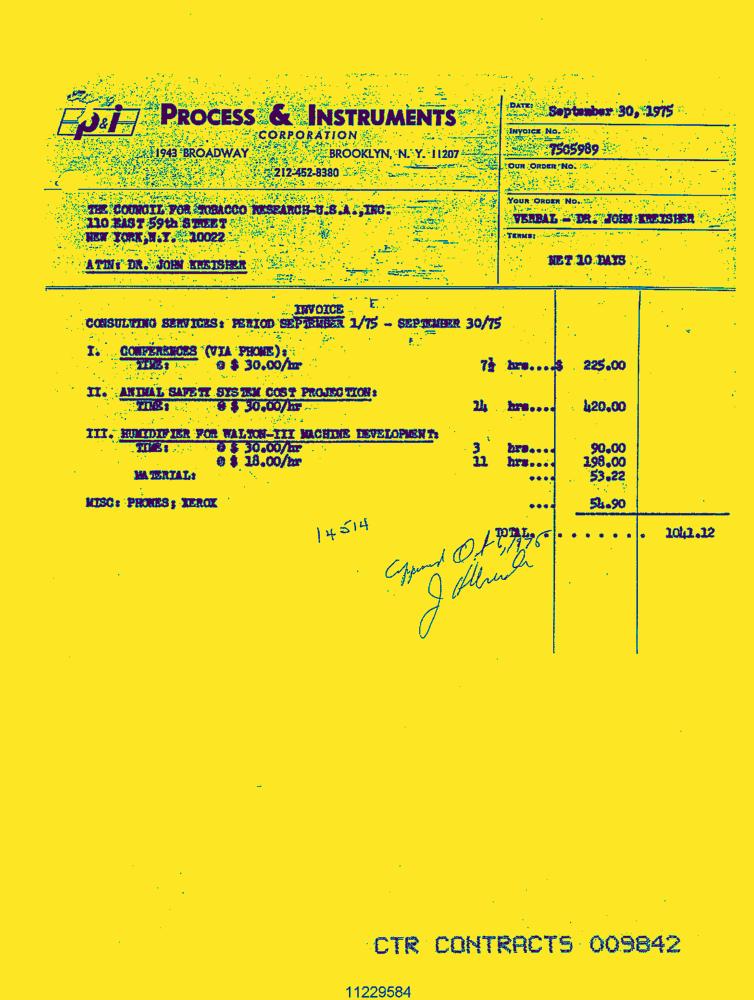 p&i PROCESS & INSTRUMENTS
CORPORATION
1943 BROADWAY BROOKLYN, N. Y. 11207
212-452-8380
DATE: September 30, 1975
INVOICE NO.
7505989
OUR ORDER NO.
YOUR ORDER NO.
VERBAL - DR. JOHN KREISHER
TERMS:
NET 10 DAYS
THE COUNCIL FOR TOBACCO RESEARCH-U.S.A.,INC.
110 EAST 59th STREET
NEW YORK,N.Y. 10022
ATTN: DR. JOHN KREISHER
INVOICE
CONSULTING SERVICES: PERIOD SEPTEMBER 1/75 - SEPTEMBER 30/75
I. CONFERENCES (VIA PHONE):
TIME: @ $ 30.00/hr 7½ hrs....$ 225.00
II. ANIMAL SAFETY SYSTEM COST PROJECTION:
TIME: @ $ 30.00/hr 14 hrs.... 420.00
III. HUMIDIFIER FOR WALTON-III MACHINE DEVELOPMENT:
TIME: @ $ 30.00/hr 3 hrs.... 90.00
@ $ 18.00/hr 11 hrs.... 198.00
MATERIAL: .... 53.22
MISC: PHONES; XEROX .... 54.90
TOTAL. . . . . . . . . 1041.12
14514
Approved Oct 6, 1975
CTR CONTRACTS 009842
11229584